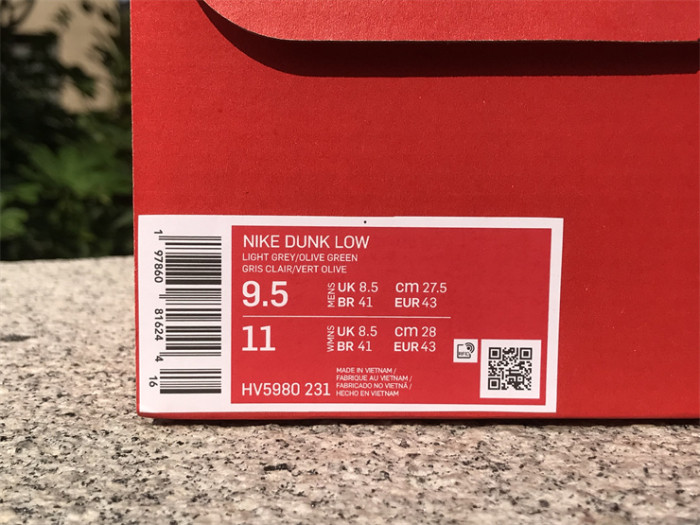 1 97860 81624 4 16
NIKE DUNK LOW
LIGHT GREY/OLIVE GREEN
GRIS CLAIR/VERT OLIVE
9.5 MENS UK 8.5 cm 27.5
BR 41 EUR 43
11 WMNS UK 8.5 cm 28
BR 41 EUR 43
HV5980 231
MADE IN VIETNAM /
FABRIQUE AU VIETNAM /
FABRICADO NO VIETNÃ /
HECHO EN VIETNAM